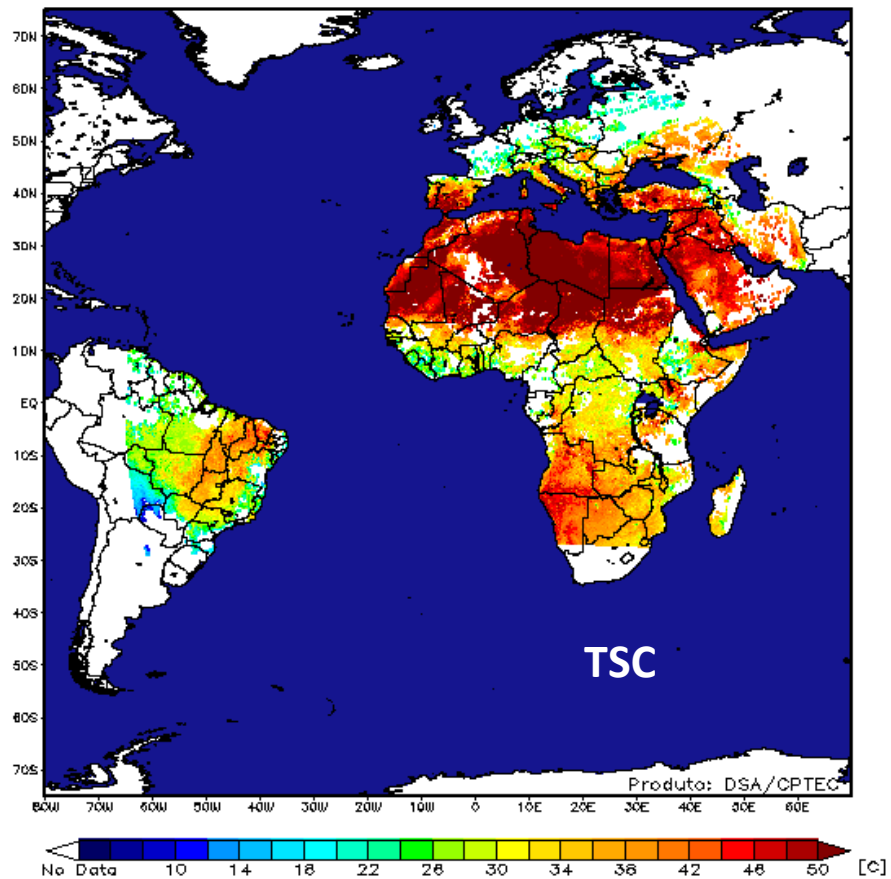 70N
60N
50N
40N
30N
20N
10N
EQ
10S
20S
30S
40S
50S
60S
70S
TSC
Produto: DSA/CPTEC
80W 70W 60W 50W 40W 30W 20W 10W 0 10E 20E 30E 40E 50E 60E
No Data 10 14 18 22 26 30 34 38 42 46 50 [C]